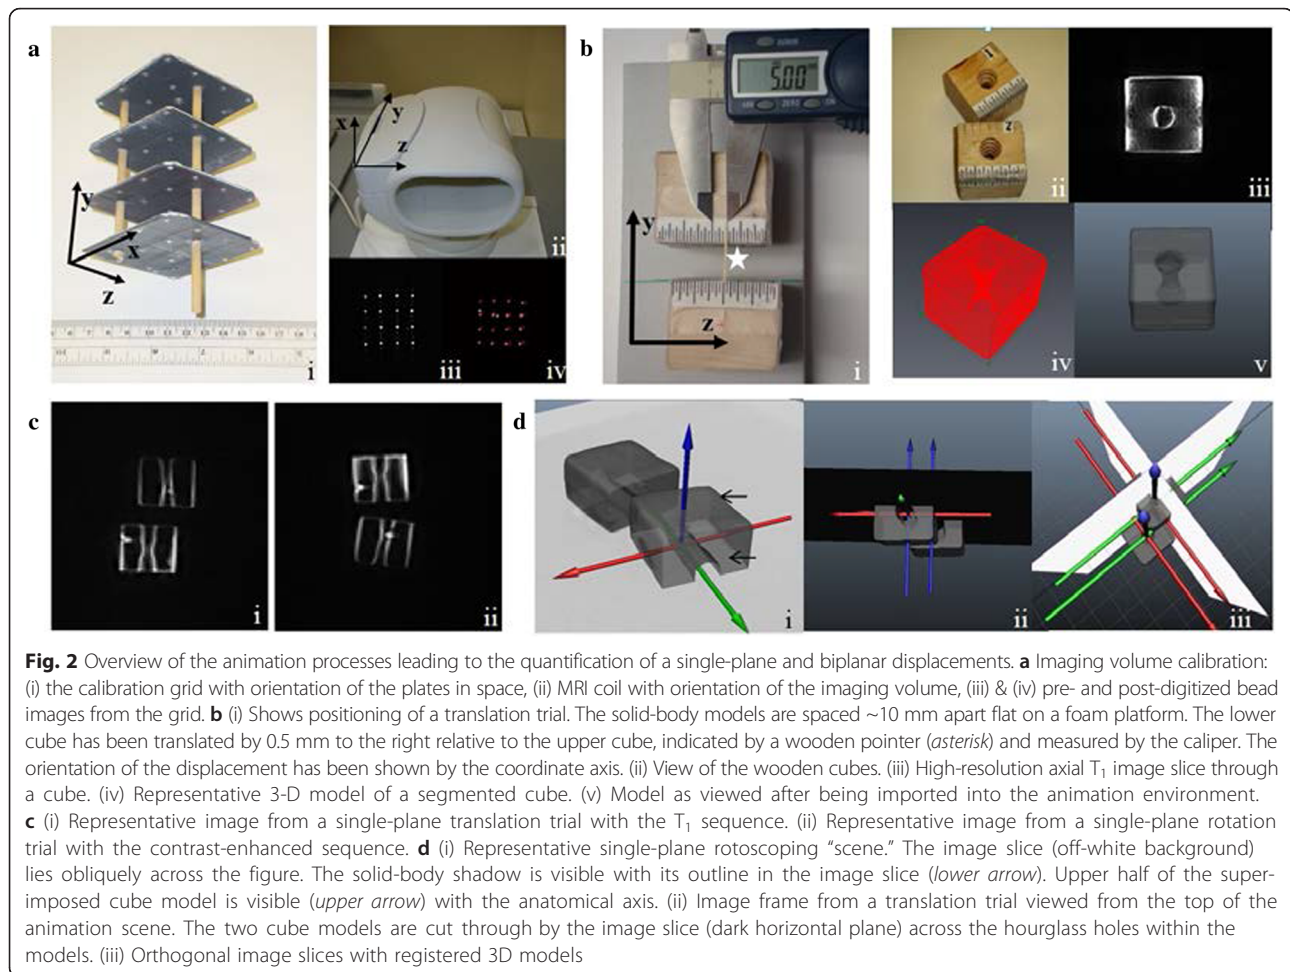 a
b
y
x
z
i
x
y
z
ii
iii
iv
5.00
ZERO
y
z
i
1
2
ii
iii
iv
v
c
d
i
ii
i
ii
iii
Fig. 2 Overview of the animation processes leading to the quantification of a single-plane and biplanar displacements. a Imaging volume calibration:
(i) the calibration grid with orientation of the plates in space, (ii) MRI coil with orientation of the imaging volume, (iii) & (iv) pre- and post-digitized bead
images from the grid. b (i) Shows positioning of a translation trial. The solid-body models are spaced ~10 mm apart flat on a foam platform. The lower
cube has been translated by 0.5 mm to the right relative to the upper cube, indicated by a wooden pointer (asterisk) and measured by the caliper. The
orientation of the displacement has been shown by the coordinate axis. (ii) View of the wooden cubes. (iii) High-resolution axial T1 image slice through
a cube. (iv) Representative 3-D model of a segmented cube. (v) Model as viewed after being imported into the animation environment.
c (i) Representative image from a single-plane translation trial with the T1 sequence. (ii) Representative image from a single-plane rotation
trial with the contrast-enhanced sequence. d (i) Representative single-plane rotoscoping “scene.” The image slice (off-white background)
lies obliquely across the figure. The solid-body shadow is visible with its outline in the image slice (lower arrow). Upper half of the super-
imposed cube model is visible (upper arrow) with the anatomical axis. (ii) Image frame from a translation trial viewed from the top of the
animation scene. The two cube models are cut through by the image slice (dark horizontal plane) across the hourglass holes within the
models. (iii) Orthogonal image slices with registered 3D models